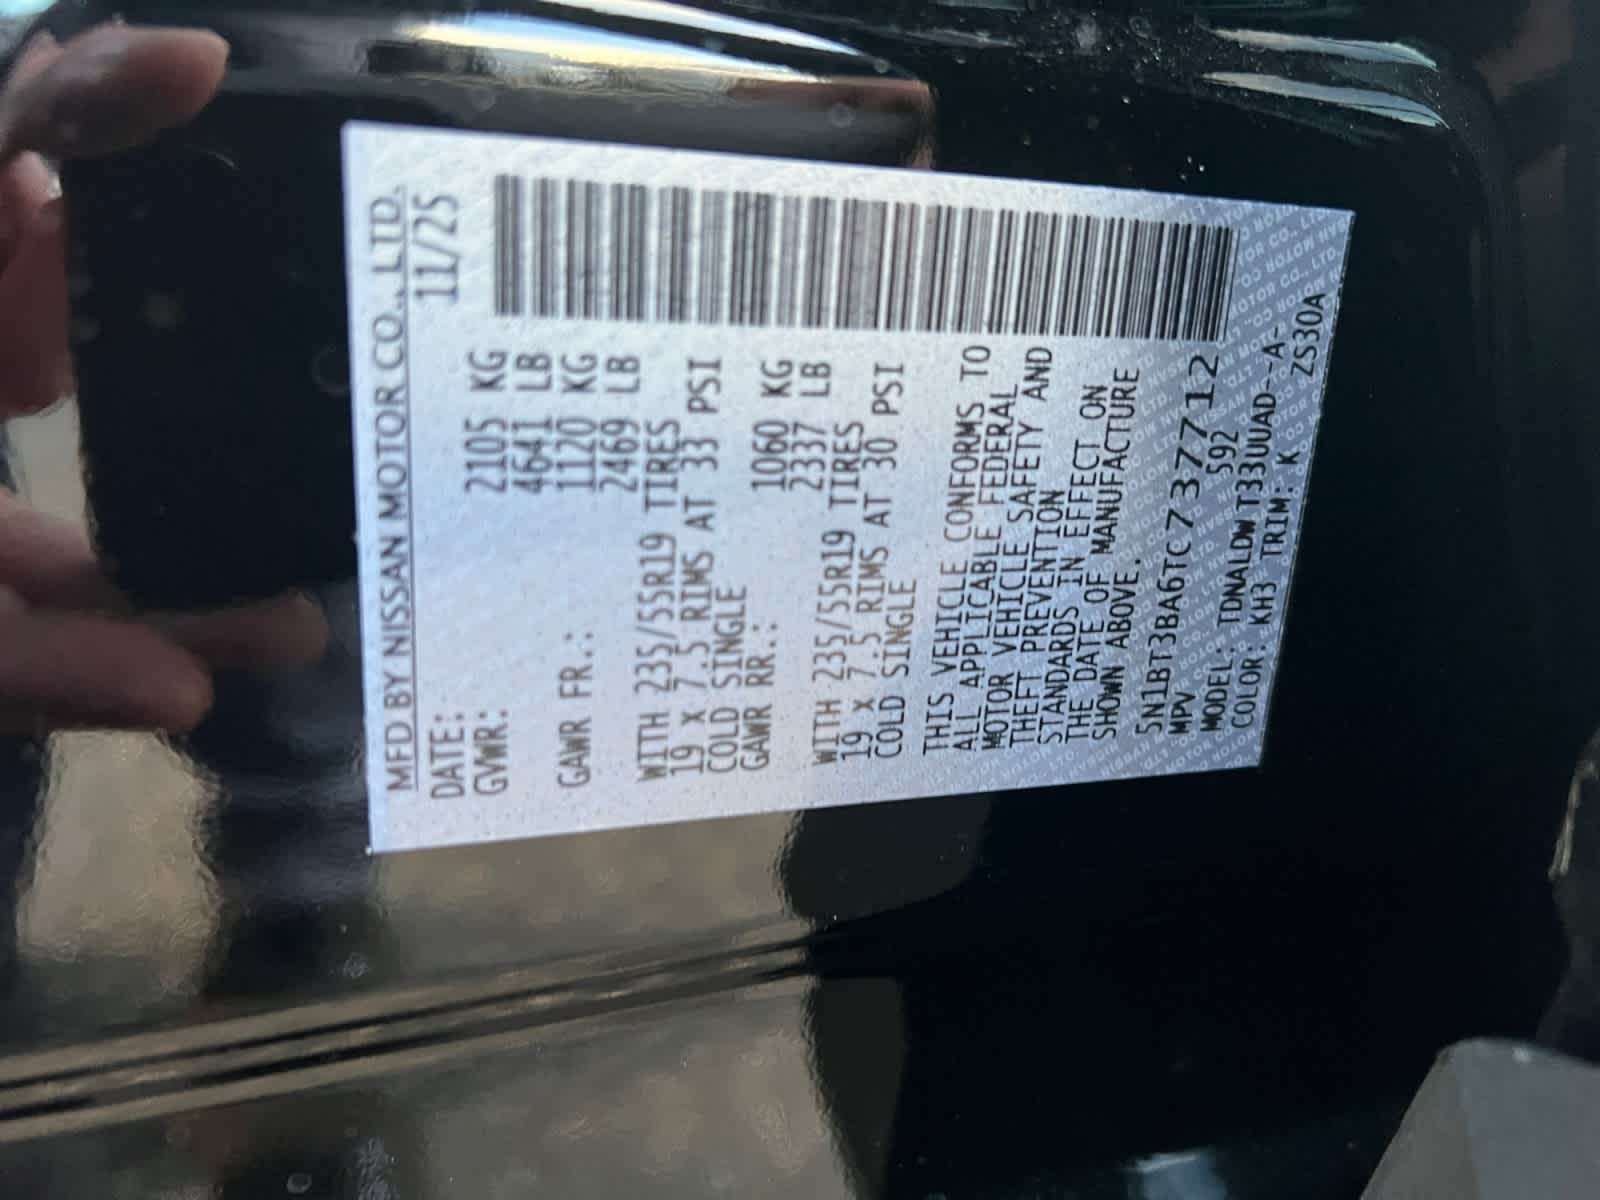 MFD BY NISSAN MOTOR CO., LTD.
DATE: 11/25
GVWR: 2105 KG
4641 LB
GAWR FR.: 1120 KG
2469 LB
WITH 235/55R19 TIRES
19 X 7.5 RIMS AT 33 PSI
COLD SINGLE
GAWR RR.: 1060 KG
2337 LB
WITH 235/55R19 TIRES
19 X 7.5 RIMS AT 30 PSI
COLD SINGLE
THIS VEHICLE CONFORMS TO
ALL APPLICABLE FEDERAL
MOTOR VEHICLE SAFETY AND
THEFT PREVENTION
STANDARDS IN EFFECT ON
THE DATE OF MANUFACTURE
SHOWN ABOVE.
5N1BT3BA6TC737712
MPV 592
MODEL: TDNALDWT33UUAD--A-
COLOR: KH3 TRIM: K ZS30A